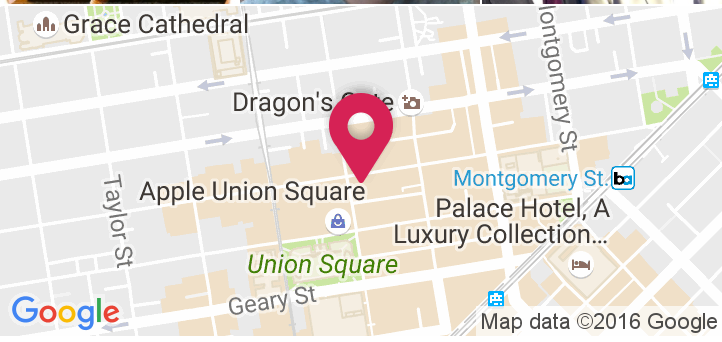 Grace Cathedral
Montgomery St
Dragon's Gate
Taylor St
Apple Union Square
Montgomery St.
ba
Palace Hotel, A
Luxury Collection...
Union Square
Geary St
Google
Map data ©2016 Google